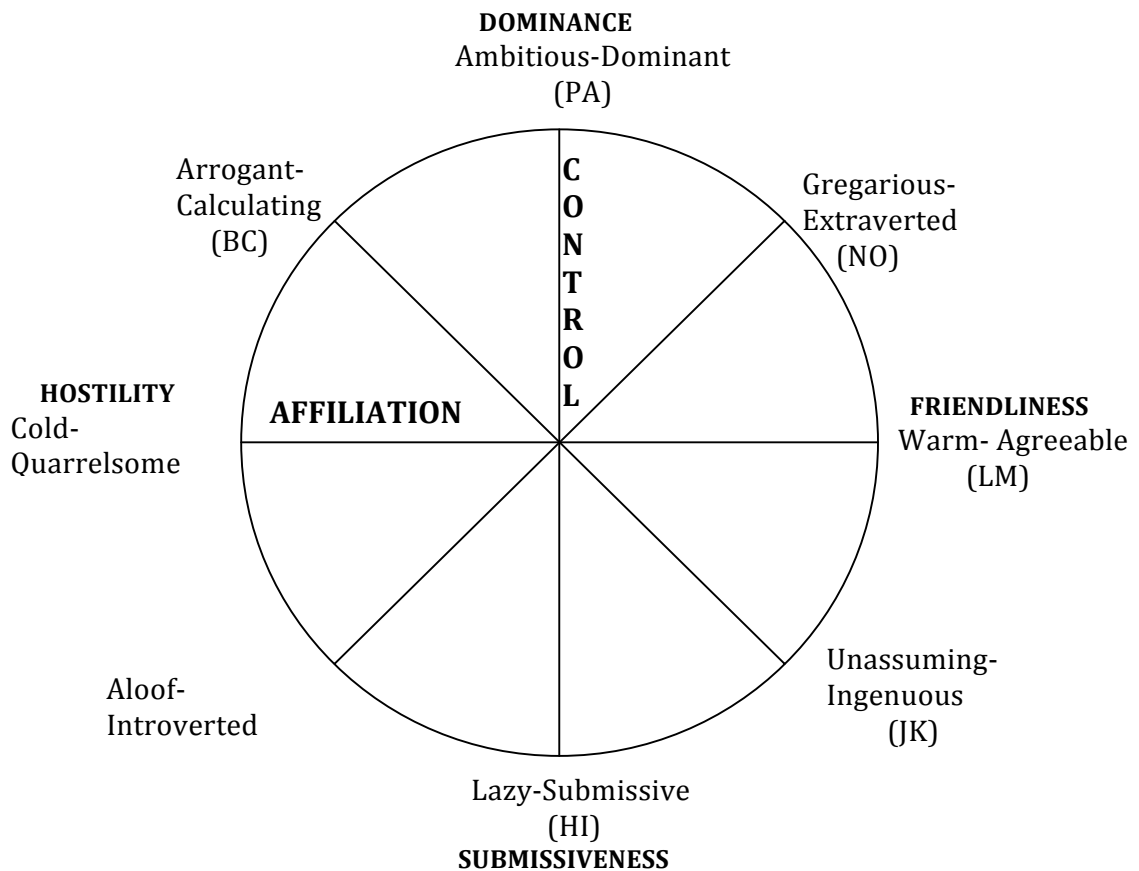 DOMINANCE
Ambitious-Dominant
(PA)
Arrogant-
Calculating
(BC)
CONTROL
Gregarious-
Extraverted
(NO)
HOSTILITY
Cold-
Quarrelsome
AFFILIATION
FRIENDLINESS
Warm- Agreeable
(LM)
Aloof-
Introverted
Unassuming-
Ingenuous
(JK)
Lazy-Submissive
(HI)
SUBMISSIVENESS